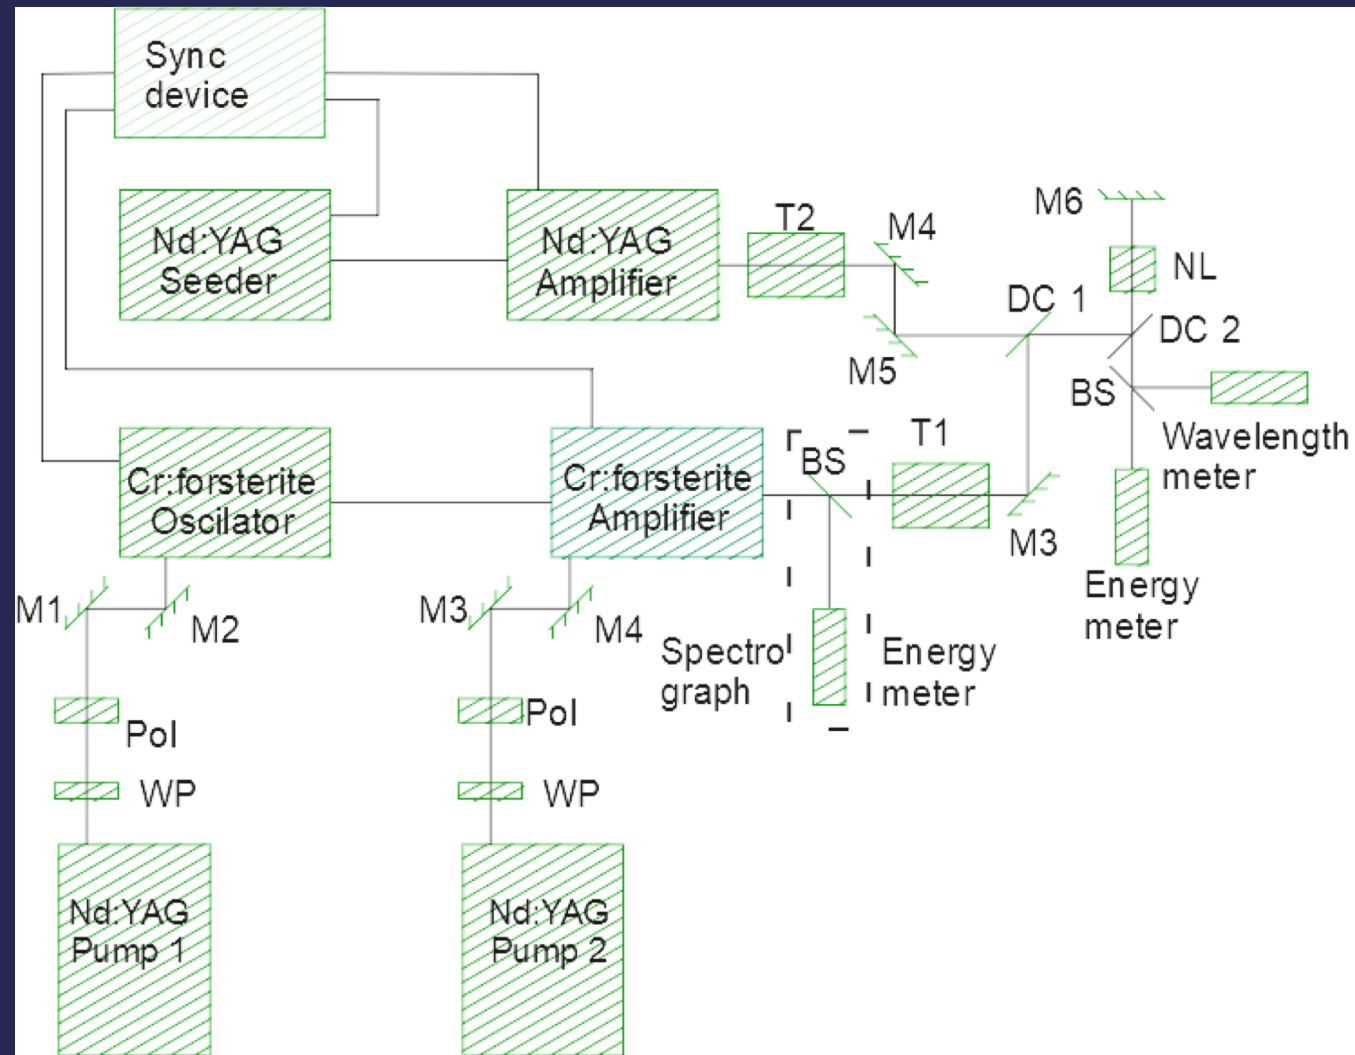 Sync
device
Nd:YAG
Seeder
Nd:YAG
Amplifier
T2
M4
M6
NL
DC 1
DC 2
M5
BS
Wavelength
meter
Cr:forsterite
Oscilator
Cr:forsterite
Amplifier
BS
T1
M3
Energy
meter
M1
M2
M3
M4
Spectro
graph
Energy
meter
Pol
Pol
WP
WP
Nd:YAG
Pump 1
Nd:YAG
Pump 2